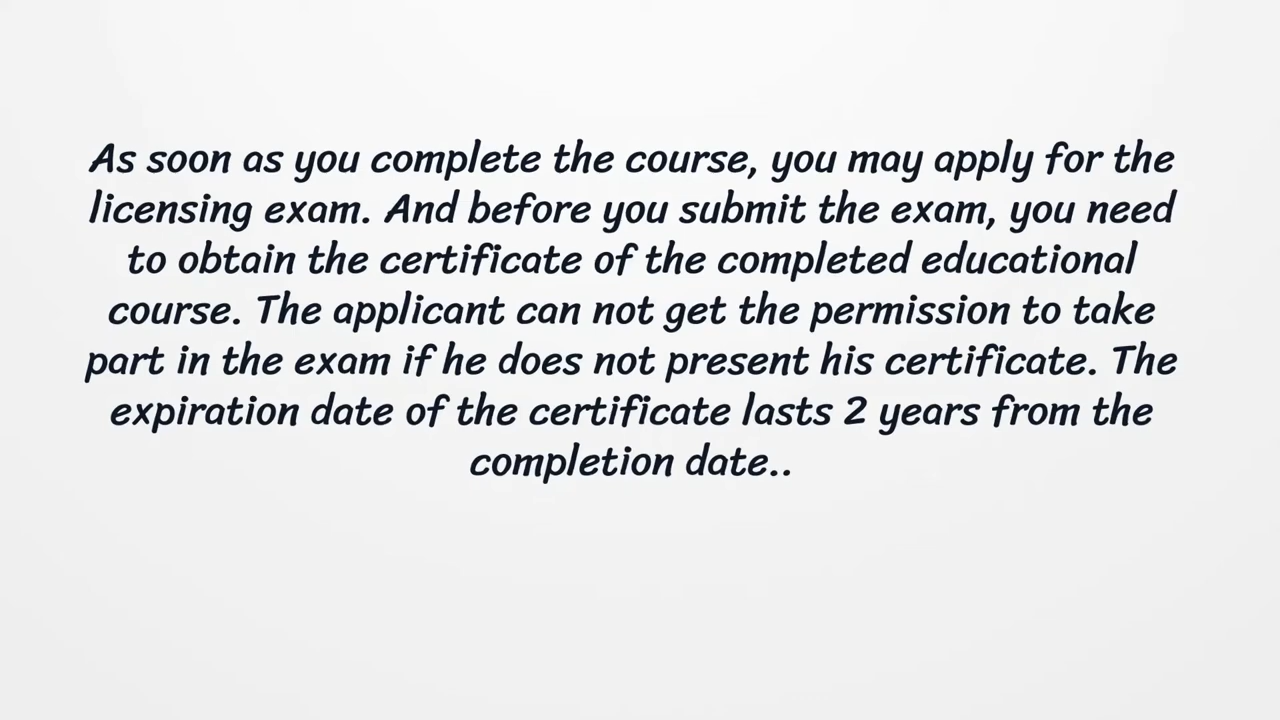 As soon as you complete the course, you may apply for the
licensing exam. And before you submit the exam, you need
to obtain the certificate of the completed educational
course. The applicant can not get the permission to take
part in the exam if he does not present his certificate. The
expiration date of the certificate lasts 2 years from the
completion date..